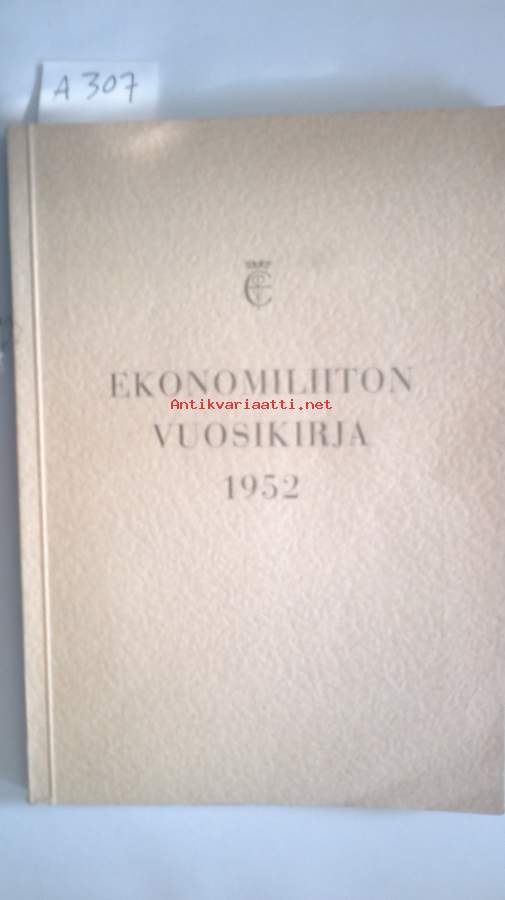 A 307
EKONOMILIITON
Antikvariaatti.net
VUOSIKIRJA
1952